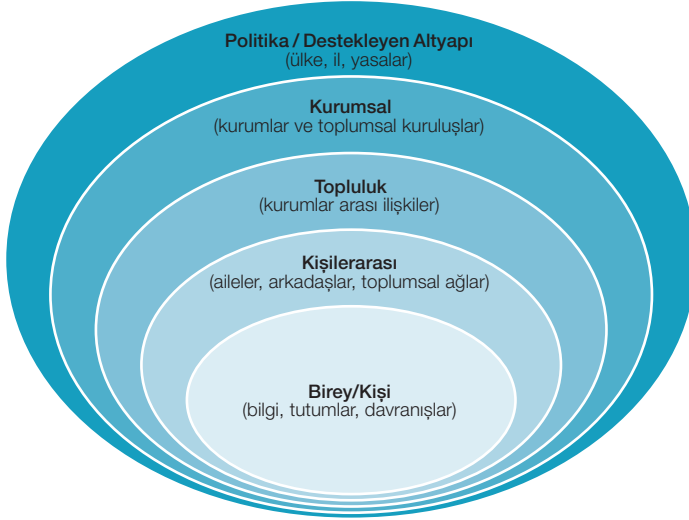 Politika / Destekleyen Altyapı
(ülke, il, yasalar)
Kurumsal
(kurumlar ve toplumsal kuruluşlar)
Topluluk
(kurumlar arası ilişkiler)
Kişilerarası
(aileler, arkadaşlar, toplumsal ağlar)
Birey/Kişi
(bilgi, tutumlar, davranışlar)